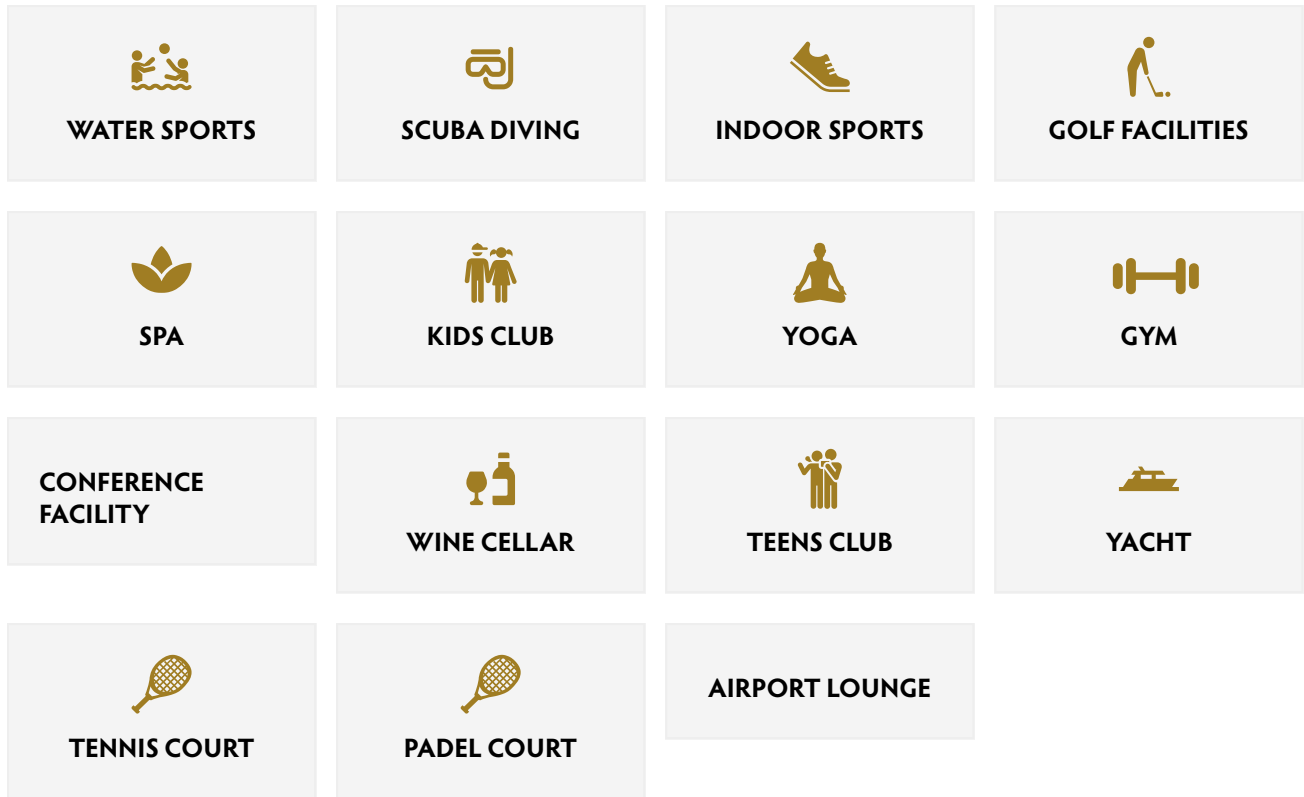 WATER SPORTS
SCUBA DIVING
INDOOR SPORTS
GOLF FACILITIES
SPA
KIDS CLUB
YOGA
GYM
CONFERENCE
FACILITY
WINE CELLAR
TEENS CLUB
YACHT
TENNIS COURT
PADEL COURT
AIRPORT LOUNGE